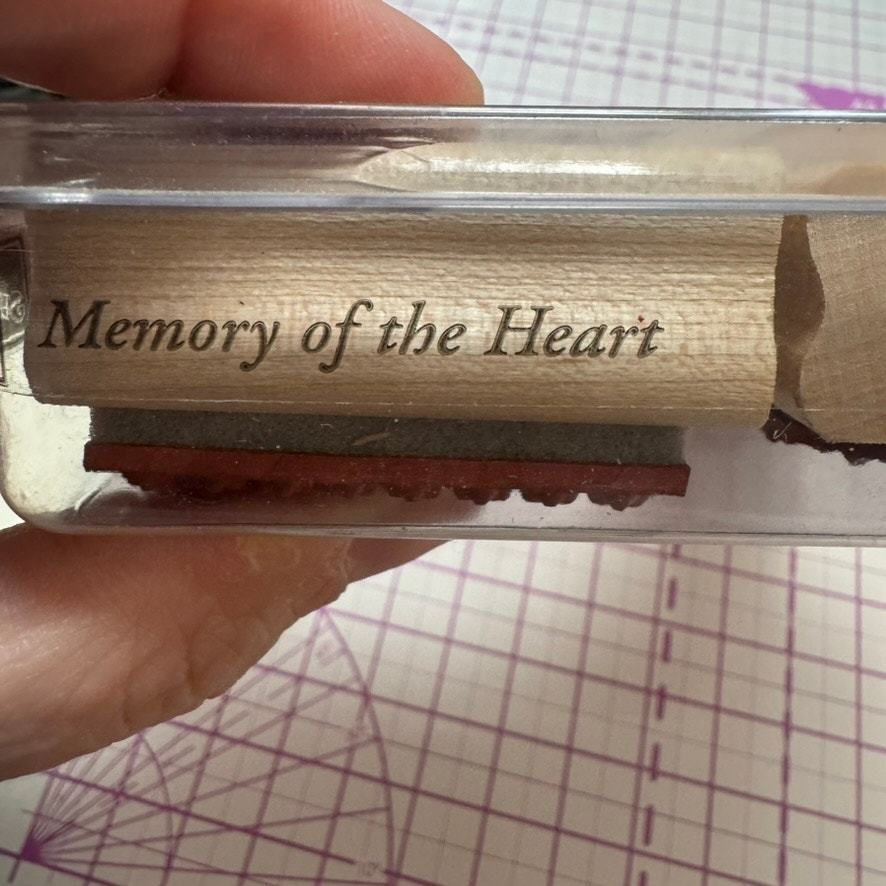 Memory of the Heart